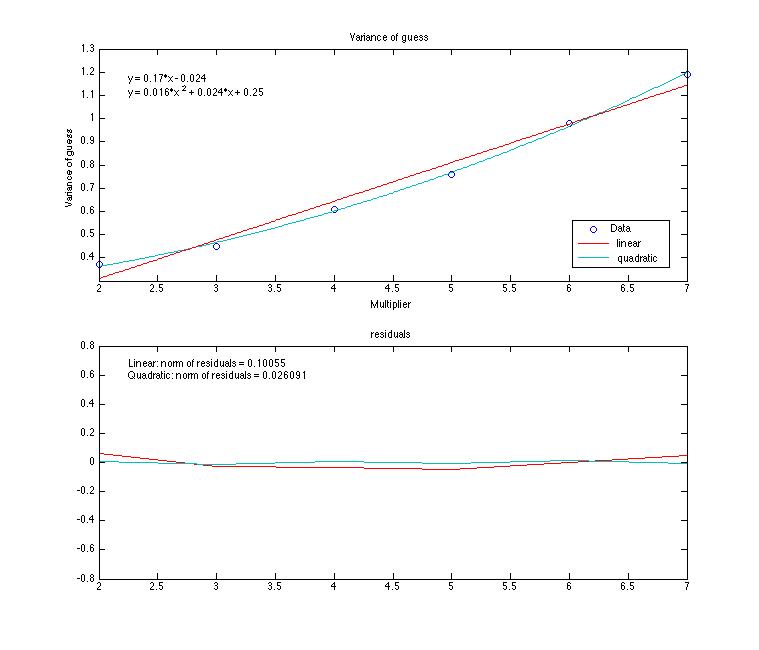 Variance of guess
1.3
1.2
1.1
1
0.9
0.8
0.7
0.6
0.5
0.4
Variance of guess
y = 0.17*x - 0.024
y = 0.016*x 2 + 0.024*x + 0.25
Data
linear
quadratic
2 2.5 3 3.5 4 4.5 5 5.5 6 6.5 7
Multiplier
residuals
0.8
0.6
0.4
0.2
0
-0.2
-0.4
-0.6
-0.8
Linear: norm of residuals = 0.10055
Quadratic: norm of residuals = 0.026091
2 2.5 3 3.5 4 4.5 5 5.5 6 6.5 7